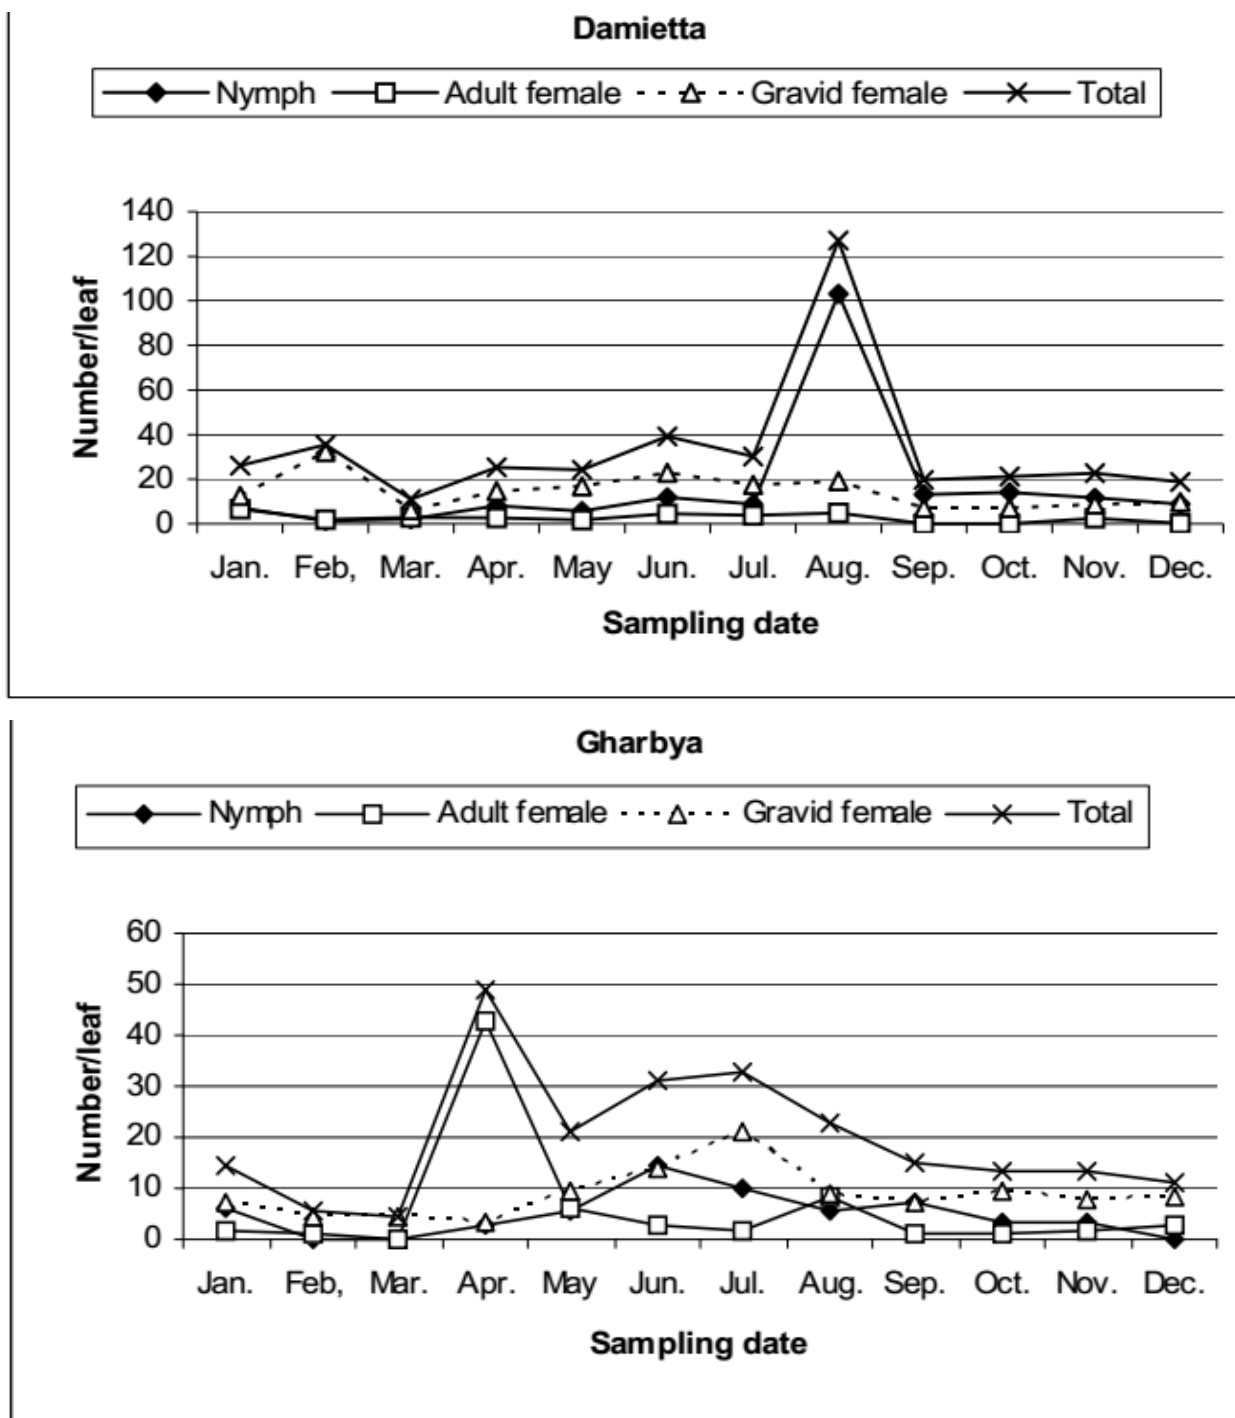 Damietta
Nymph Adult female Gravid female Total
140
120
100
80
60
40
20
0
Number/leaf
Jan. Feb, Mar. Apr. May Jun. Jul. Aug. Sep. Oct. Nov. Dec.
Sampling date
Gharbya
Nymph Adult female Gravid female Total
60
50
40
30
20
10
0
Number/leaf
Jan. Feb, Mar. Apr. May Jun. Jul. Aug. Sep. Oct. Nov. Dec.
Sampling date